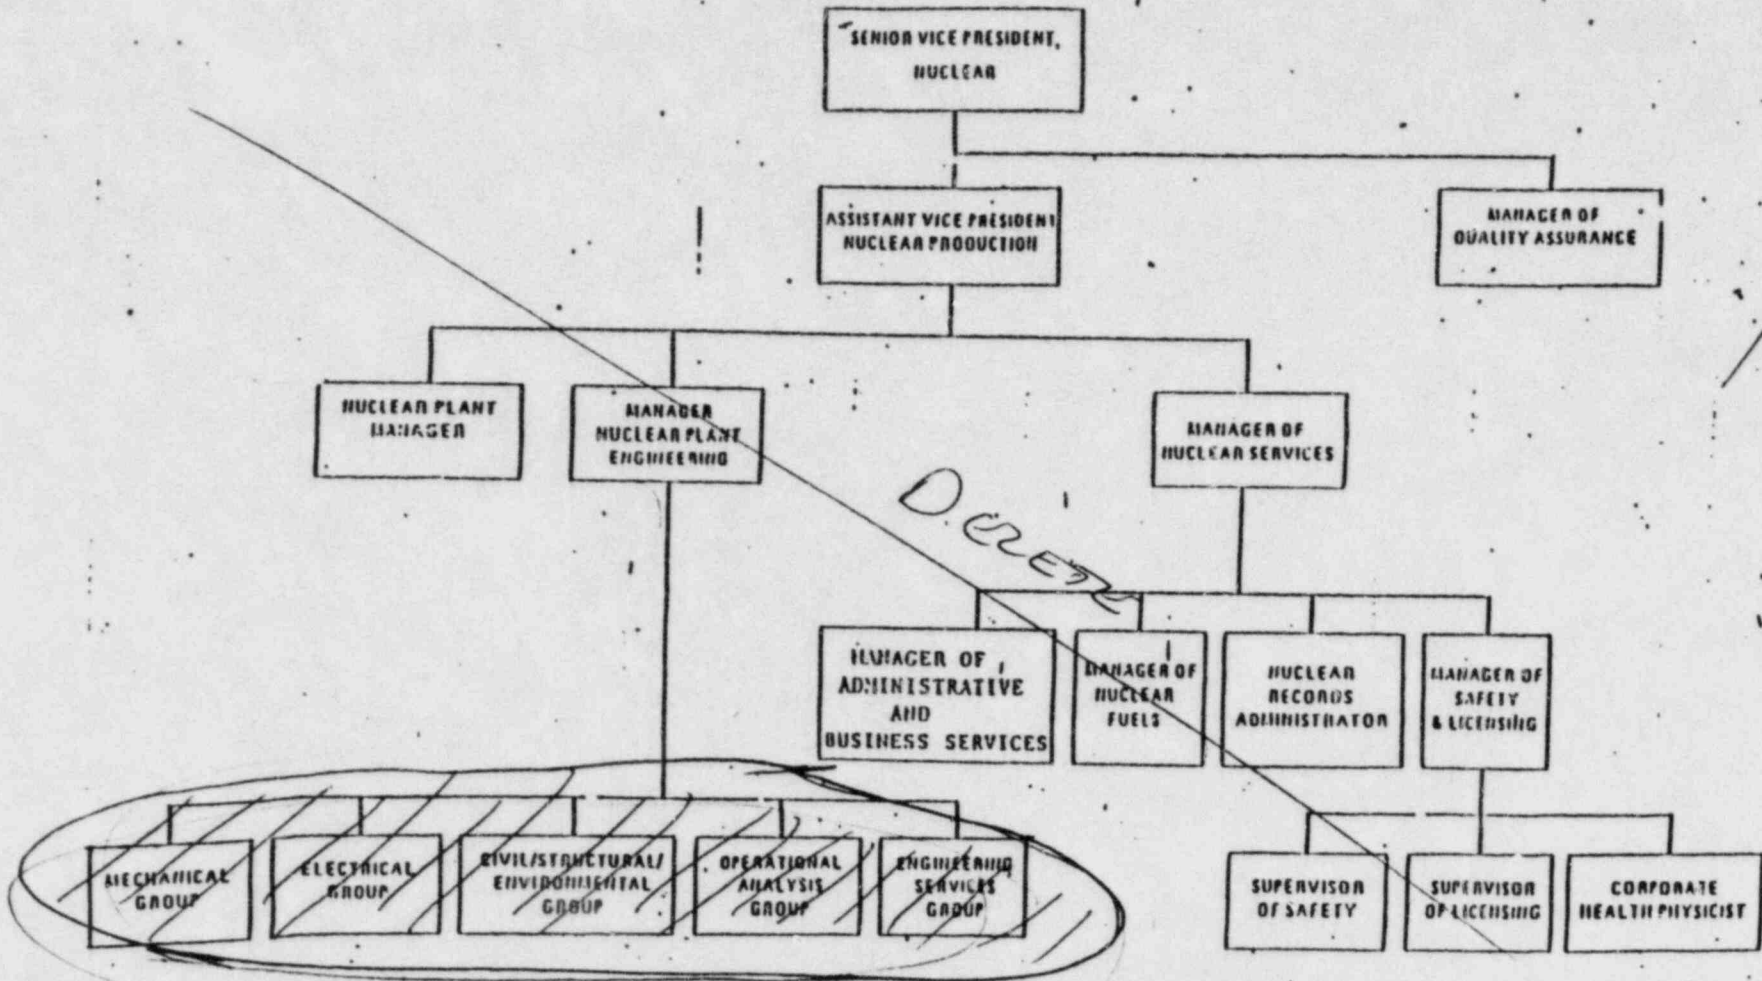 SENIOR VICE PRESIDENT,
NUCLEAR
ASSISTANT VICE PRESIDENT
NUCLEAR PRODUCTION
MANAGER OF
QUALITY ASSURANCE
NUCLEAR PLANT
MANAGER
MANAGER
NUCLEAR PLANT
ENGINEERING
MANAGER OF
NUCLEAR SERVICES
DELETE
MANAGER OF
ADMINISTRATIVE
AND
BUSINESS SERVICES
MANAGER OF
NUCLEAR
FUELS
NUCLEAR
RECORDS
ADMINISTRATOR
MANAGER OF
SAFETY
& LICENSING
MECHANICAL
GROUP
ELECTRICAL
GROUP
CIVIL/STRUCTURAL/
ENVIRONMENTAL
GROUP
OPERATIONAL
ANALYSIS
GROUP
ENGINEERING
SERVICES
GROUP
SUPERVISOR
OF SAFETY
SUPERVISOR
OF LICENSING
CORPORATE
HEALTH PHYSICIST